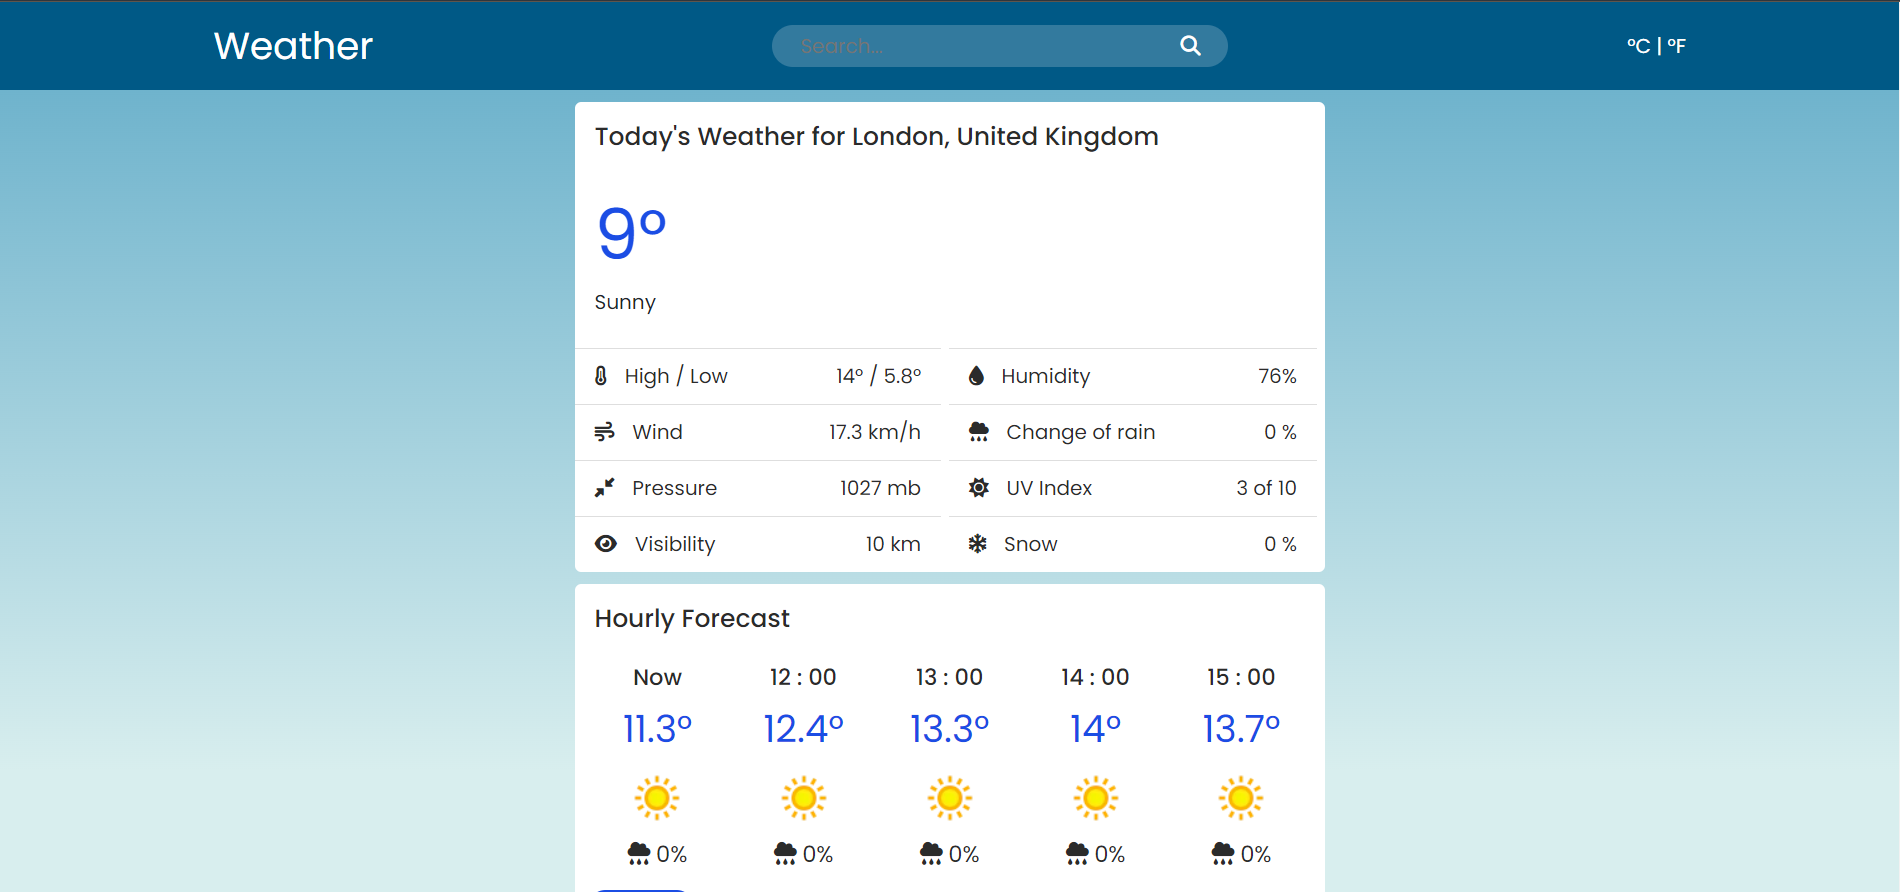 Weather
Search...
ºC | ºF
Today's Weather for London, United Kingdom
9º
Sunny
High / Low 14º / 5.8º
Humidity 76%
Wind 17.3 km/h
Change of rain 0 %
Pressure 1027 mb
UV Index 3 of 10
Visibility 10 km
Snow 0 %
Hourly Forecast
Now 12 : 00 13 : 00 14 : 00 15 : 00
11.3º 12.4º 13.3º 14º 13.7º
0% 0% 0% 0% 0%